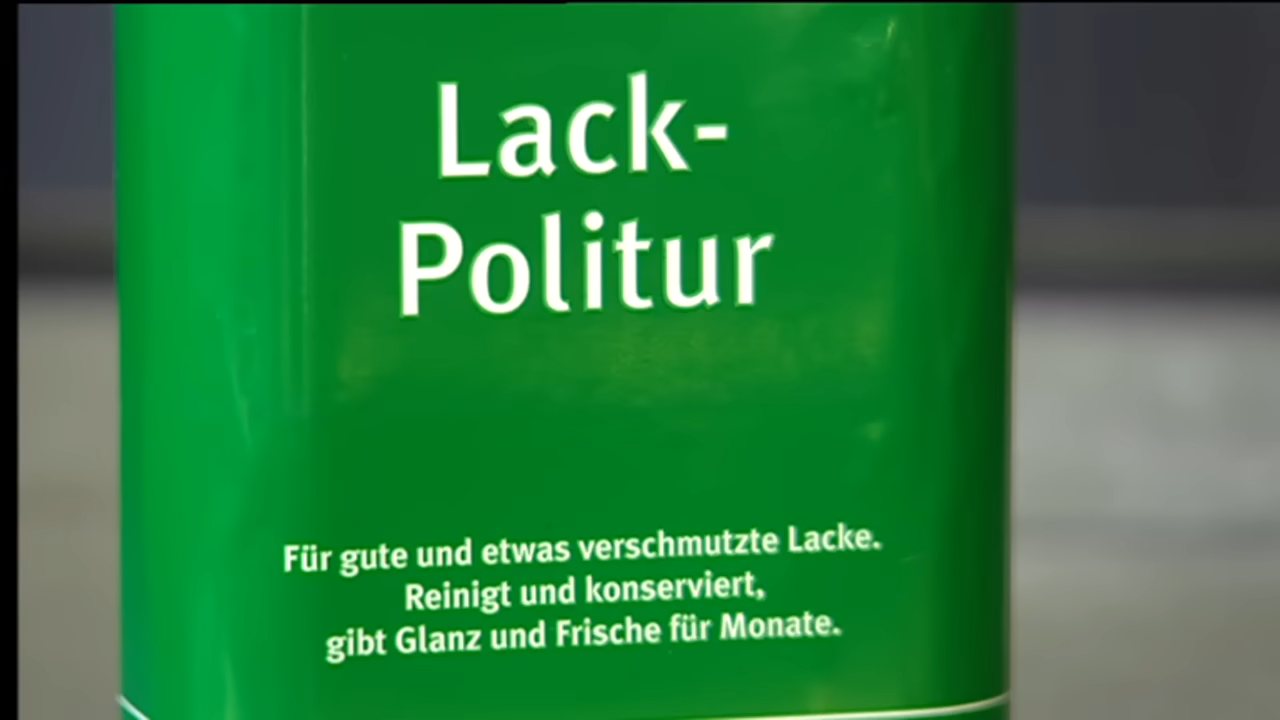 Lack-
Politur
Für gute und etwas verschmutzte Lacke.
Reinigt und konserviert,
gibt Glanz und Frische für Monate.